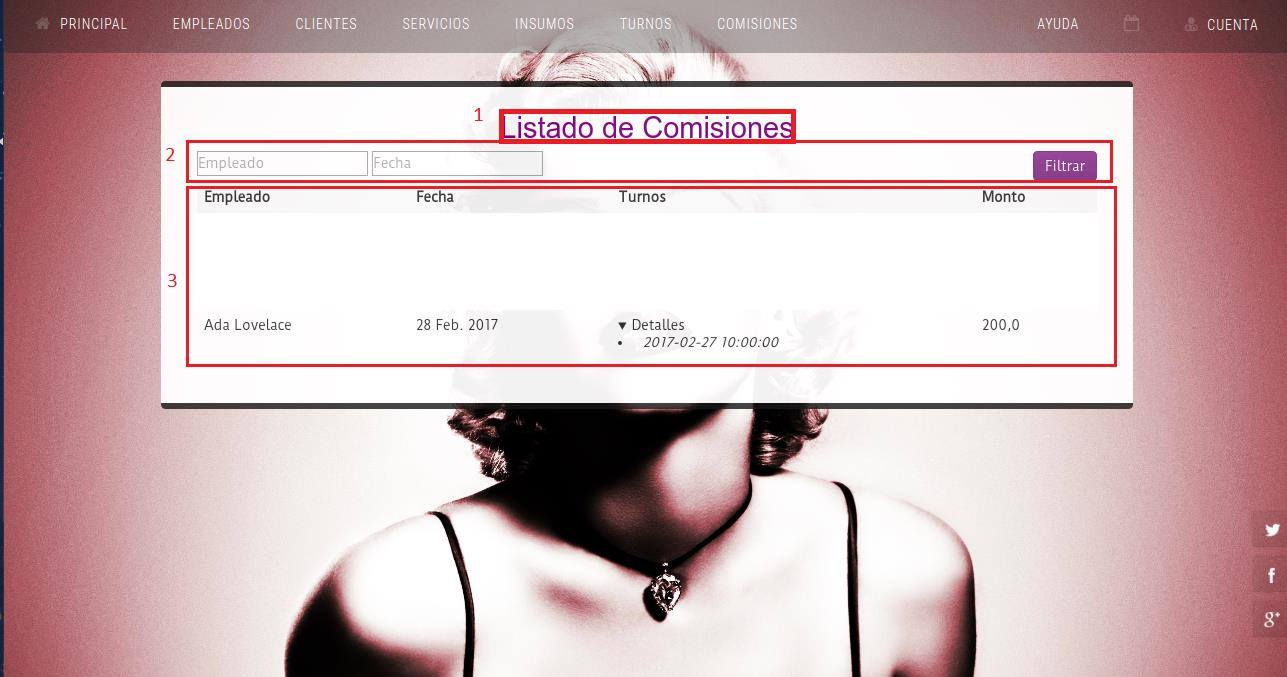 PRINCIPAL EMPLEADOS CLIENTES SERVICIOS INSUMOS TURNOS COMISIONES AYUDA CUENTA
1 Listado de Comisiones
2 Empleado Fecha Filtrar
Empleado Fecha Turnos Monto
3
Ada Lovelace 28 Feb. 2017 ▾ Detalles 200,0
• 2017-02-27 10:00:00
f
g+